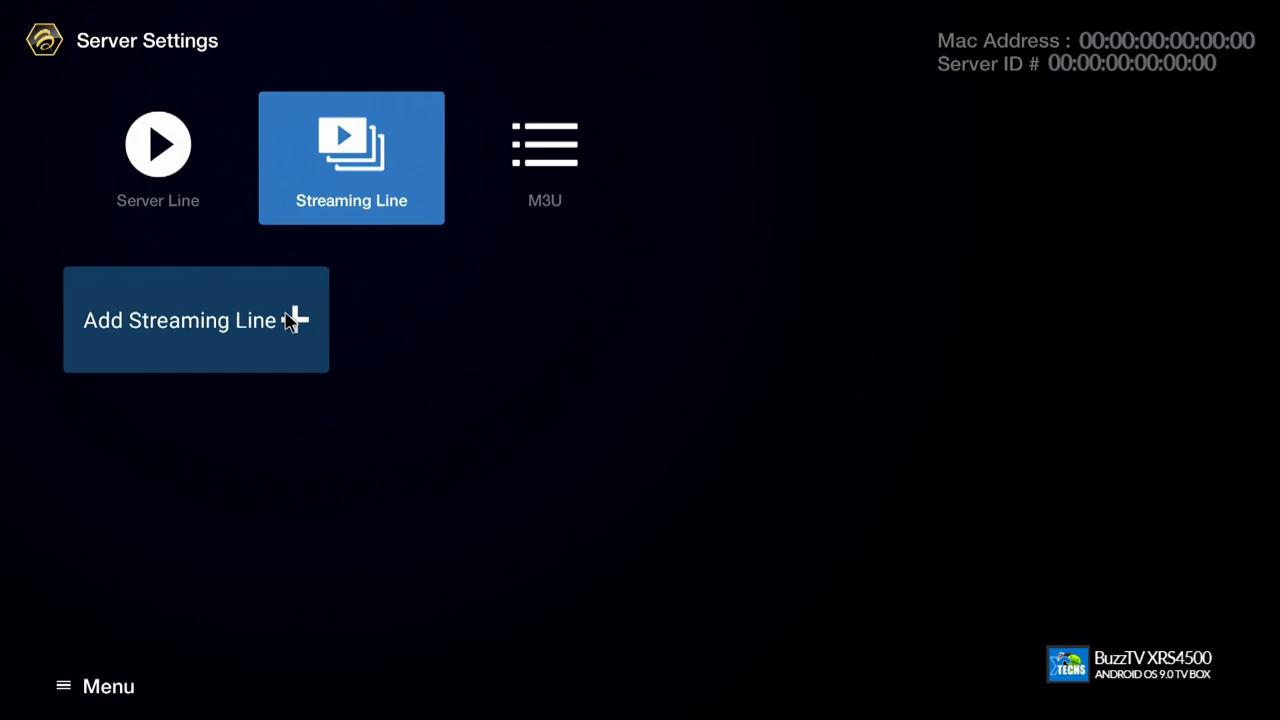 Server Settings
Mac Address : 00:00:00:00:00:00
Server ID # 00:00:00:00:00:00
Server Line
Streaming Line
M3U
Add Streaming Line
Menu
TECHS
BuzzTV XRS4500
ANDROID OS 9.0 TV BOX